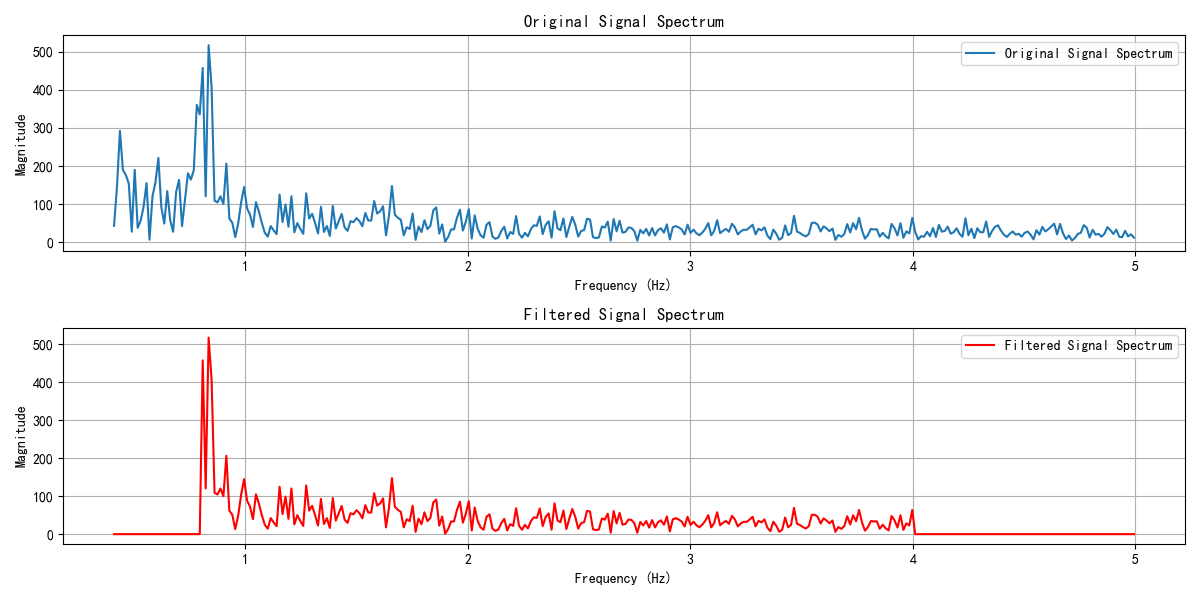 Original Signal Spectrum
Original Signal Spectrum
Magnitude
500
400
300
200
100
0
1
2
3
4
5
Frequency (Hz)
Filtered Signal Spectrum
Filtered Signal Spectrum
Magnitude
500
400
300
200
100
0
1
2
3
4
5
Frequency (Hz)